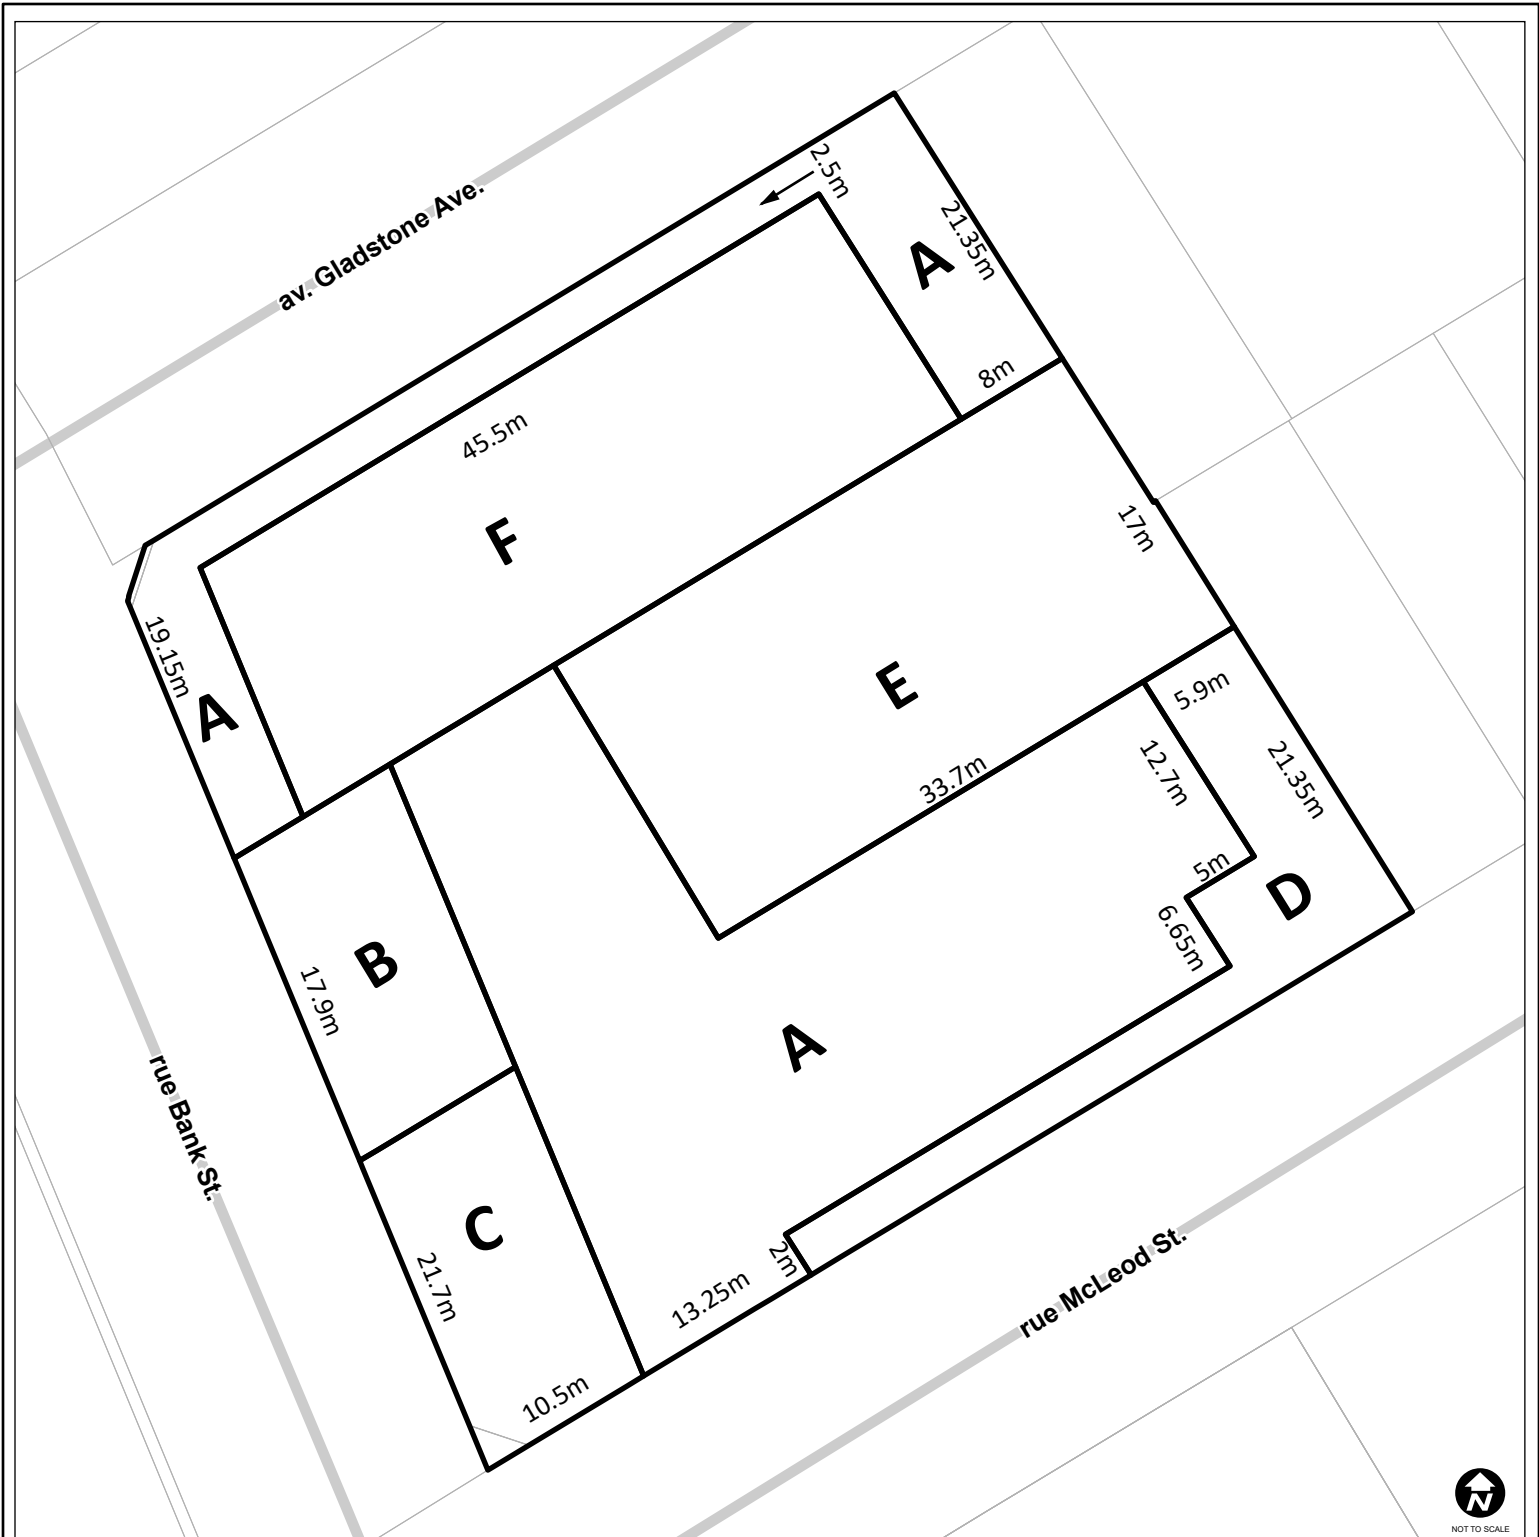 av. Gladstone Ave.
2.5m
21.35m
A
8m
45.5m
F
17m
19.15m
A
E
5.9m
33.7m
12.7m
21.35m
5m
D
6.65m
B
17.9m
A
rue Bank St.
C
21.7m
2m
13.25m
10.5m
rue McLeod St.
N
NOT TO SCALE